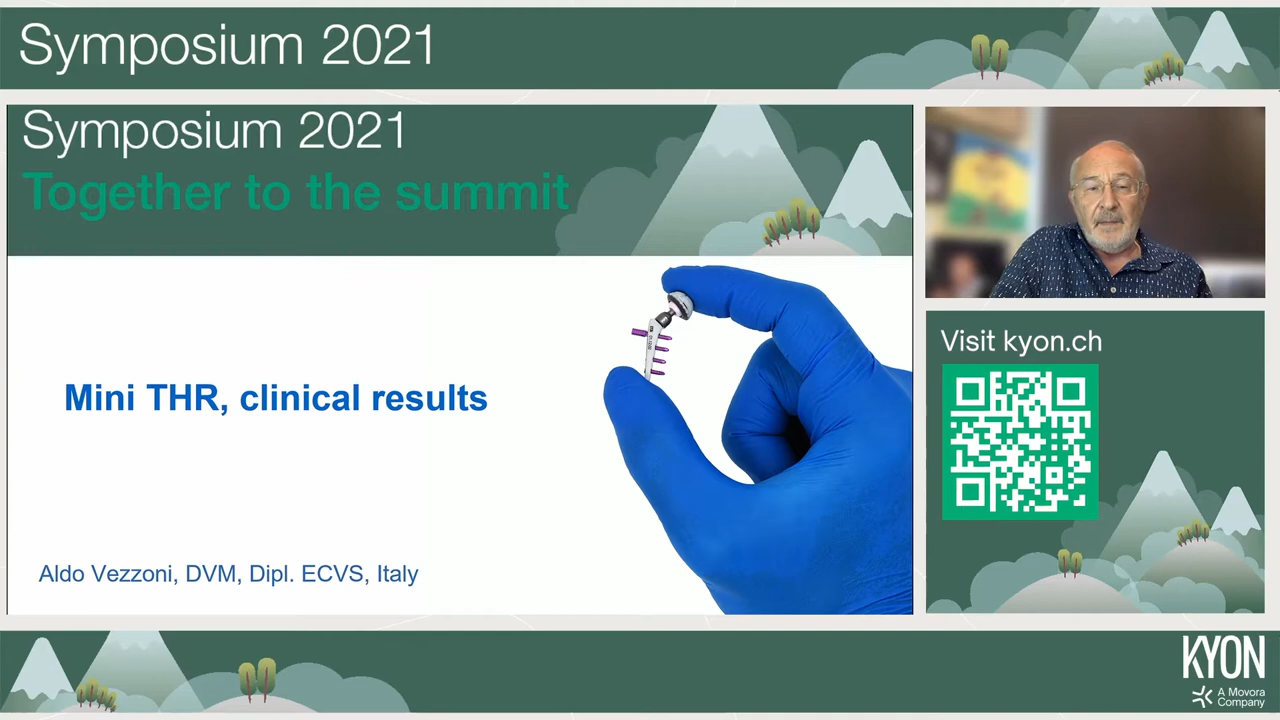 Symposium 2021
Symposium 2021
Together to the summit
Mini THR, clinical results
Aldo Vezzoni, DVM, Dipl. ECVS, Italy
Visit kyon.ch
KYON
A Movora
Company